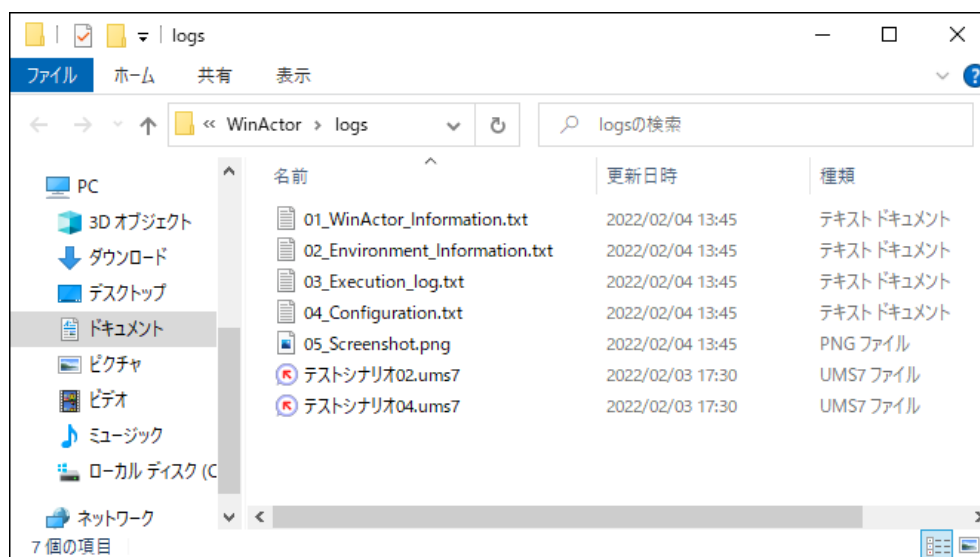 logs
ファイル ホーム 共有 表示
« WinActor › logs logsの検索
名前 更新日時 種類
PC
3D オブジェクト
ダウンロード
デスクトップ
ドキュメント
ピクチャ
ビデオ
ミュージック
ローカル ディスク (C
ネットワーク
01_WinActor_Information.txt 2022/02/04 13:45 テキスト ドキュメント
02_Environment_Information.txt 2022/02/04 13:45 テキスト ドキュメント
03_Execution_log.txt 2022/02/04 13:45 テキスト ドキュメント
04_Configuration.txt 2022/02/04 13:45 テキスト ドキュメント
05_Screenshot.png 2022/02/04 13:45 PNG ファイル
テストシナリオ02.ums7 2022/02/03 17:30 UMS7 ファイル
テストシナリオ04.ums7 2022/02/03 17:30 UMS7 ファイル
7 個の項目